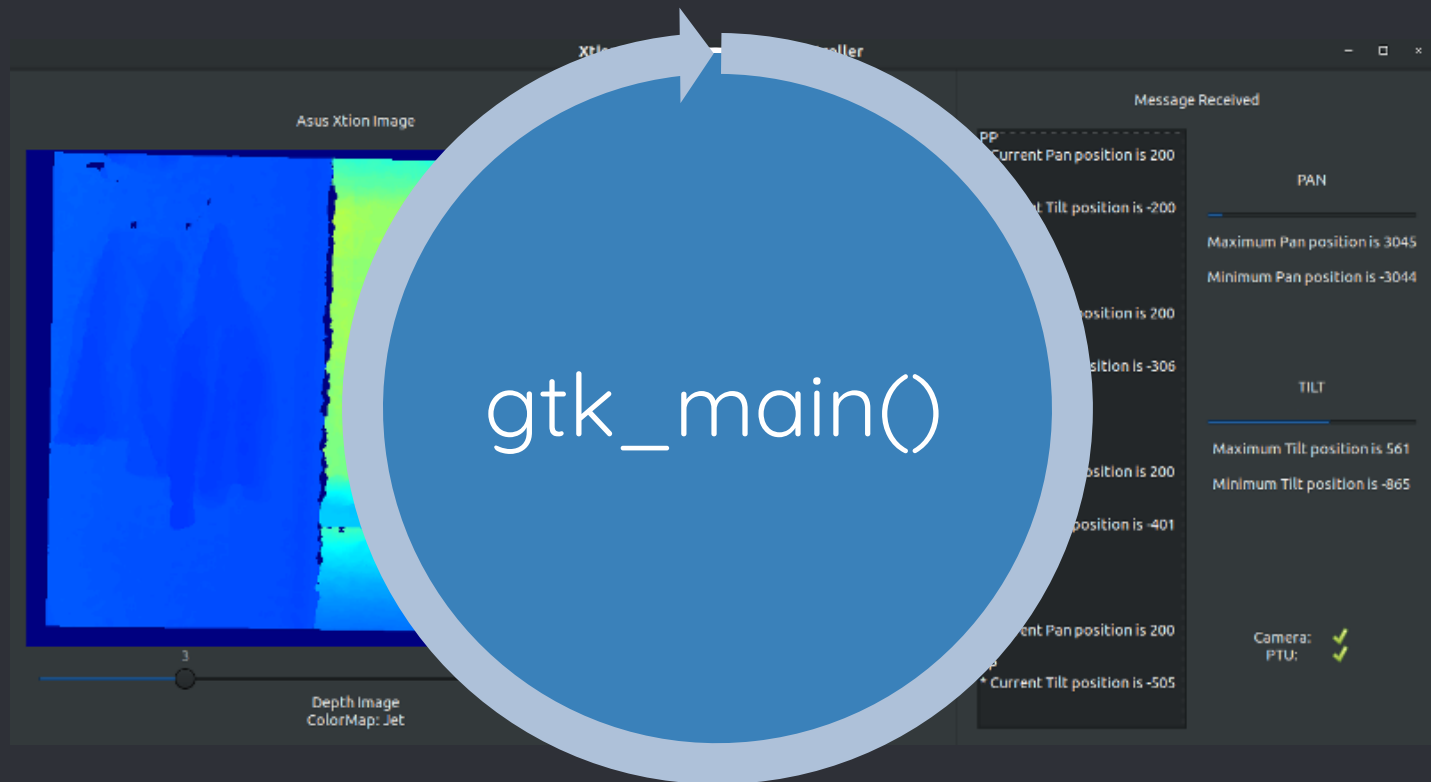 Asus Xtion Image
3
Depth Image
ColorMap: Jet
gtk_main()
Message Received
PP
Current Pan position is 200
Tilt position is -200
position is 200
position is -306
position is 200
position is -401
Pan position is 200
* Current Tilt position is -505
PAN
Maximum Pan position is 3045
Minimum Pan position is -3044
TILT
Maximum Tilt position is 561
Minimum Tilt position is -865
Camera:
PTU: